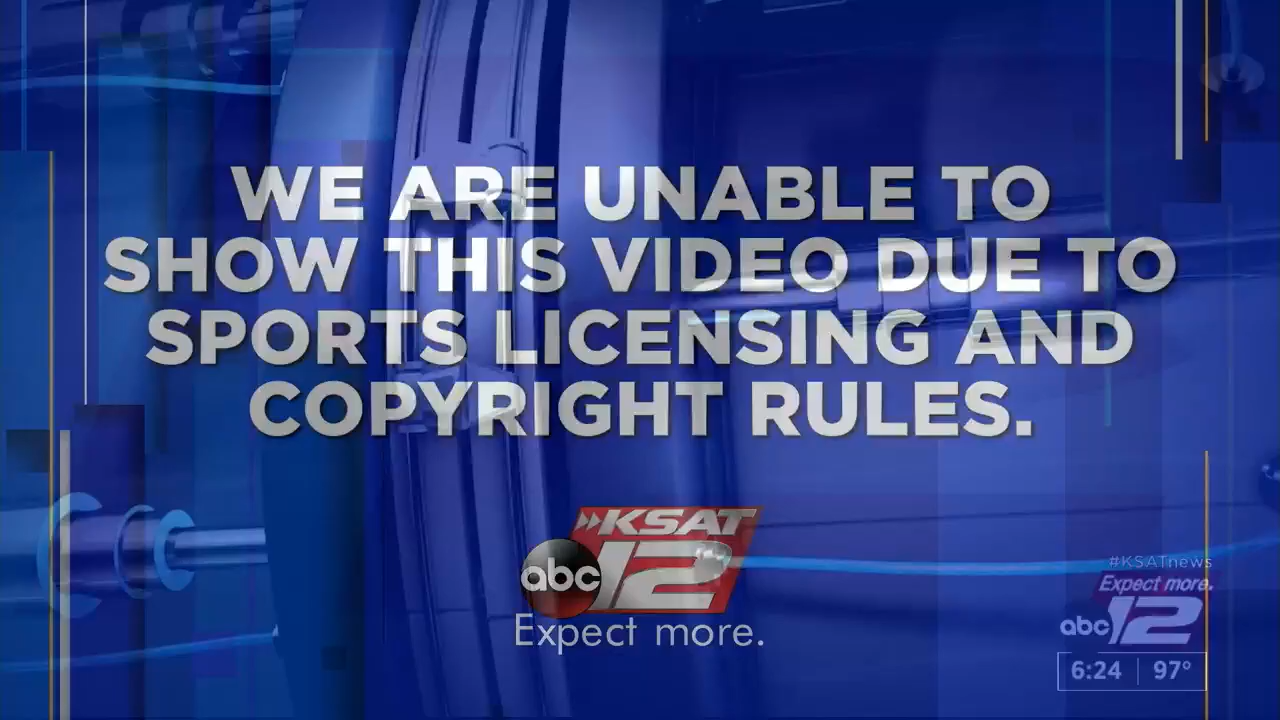 WE ARE UNABLE TO
SHOW THIS VIDEO DUE TO
SPORTS LICENSING AND
COPYRIGHT RULES.
KSAT
abc 12
Expect more.
#KSATnews
Expect more.
abc 12
6:24 97°